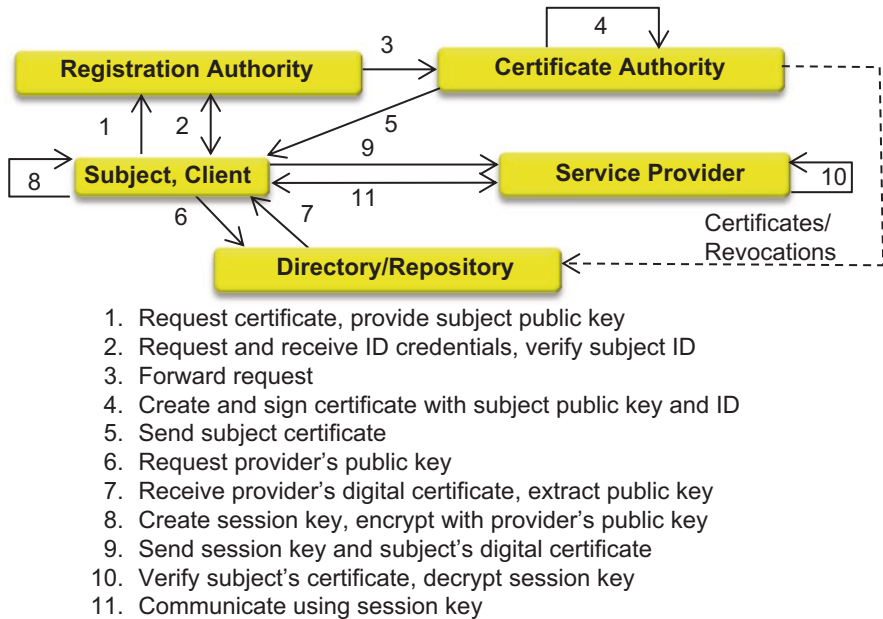 4
3
Registration Authority
Certificate Authority
1
2
5
9
8
Subject, Client
Service Provider
10
11
6
7
Certificates/
Revocations
Directory/Repository
1. Request certificate, provide subject public key
2. Request and receive ID credentials, verify subject ID
3. Forward request
4. Create and sign certificate with subject public key and ID
5. Send subject certificate
6. Request provider’s public key
7. Receive provider’s digital certificate, extract public key
8. Create session key, encrypt with provider’s public key
9. Send session key and subject’s digital certificate
10. Verify subject’s certificate, decrypt session key
11. Communicate using session key